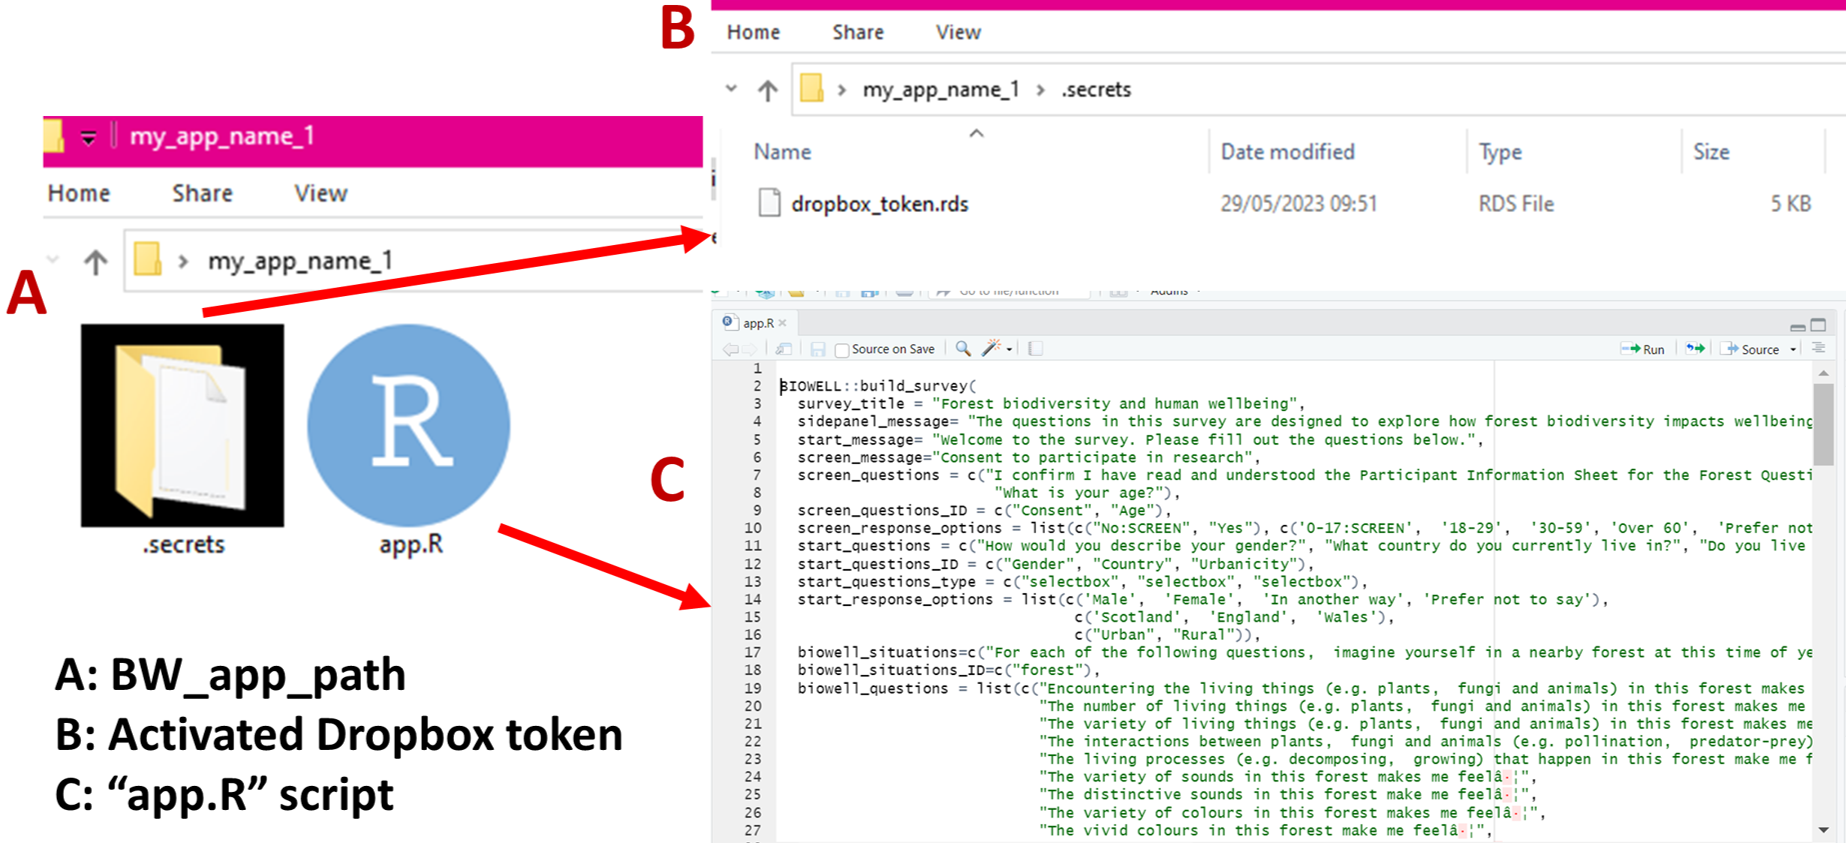 A
my_app_name_1
Home Share View
my_app_name_1
.secrets
R
app.R
A: BW_app_path
B: Activated Dropbox token
C: “app.R” script
B
Home Share View
my_app_name_1 > .secrets
Name Date modified Type Size
dropbox_token.rds 29/05/2023 09:51 RDS File 5 KB
C
Go to file/function Addins
app.R
Source on Save Run Source
1
2 BIOWELL::build_survey(
3 survey_title = "Forest biodiversity and human wellbeing",
4 sidepanel_message= "The questions in this survey are designed to explore how forest biodiversity impacts wellbeing
5 start_message= "Welcome to the survey. Please fill out the questions below.",
6 screen_message="Consent to participate in research",
7 screen_questions = c("I confirm I have read and understood the Participant Information Sheet for the Forest Questi
8 "What is your age?"),
9 screen_questions_ID = c("Consent", "Age"),
10 screen_response_options = list(c("No:SCREEN", "Yes"), c('0-17:SCREEN', '18-29', '30-59', 'Over 60', 'Prefer not
11 start_questions = c("How would you describe your gender?", "What country do you currently live in?", "Do you live
12 start_questions_ID = c("Gender", "Country", "Urbanicity"),
13 start_questions_type = c("selectbox", "selectbox", "selectbox"),
14 start_response_options = list(c('Male', 'Female', 'In another way', 'Prefer not to say'),
15 c('Scotland', 'England', 'Wales'),
16 c("Urban", "Rural")),
17 biowell_situations=c("For each of the following questions, imagine yourself in a nearby forest at this time of ye
18 biowell_situations_ID=c("forest"),
19 biowell_questions = list(c("Encountering the living things (e.g. plants, fungi and animals) in this forest makes
20 "The number of living things (e.g. plants, fungi and animals) in this forest makes me
21 "The variety of living things (e.g. plants, fungi and animals) in this forest makes me
22 "The interactions between plants, fungi and animals (e.g. pollination, predator-prey)
23 "The living processes (e.g. decomposing, growing) that happen in this forest make me f
24 "The variety of sounds in this forest makes me feelâ·¦",
25 "The distinctive sounds in this forest make me feelâ·¦",
26 "The variety of colours in this forest makes me feelâ·¦",
27 "The vivid colours in this forest make me feelâ·¦",